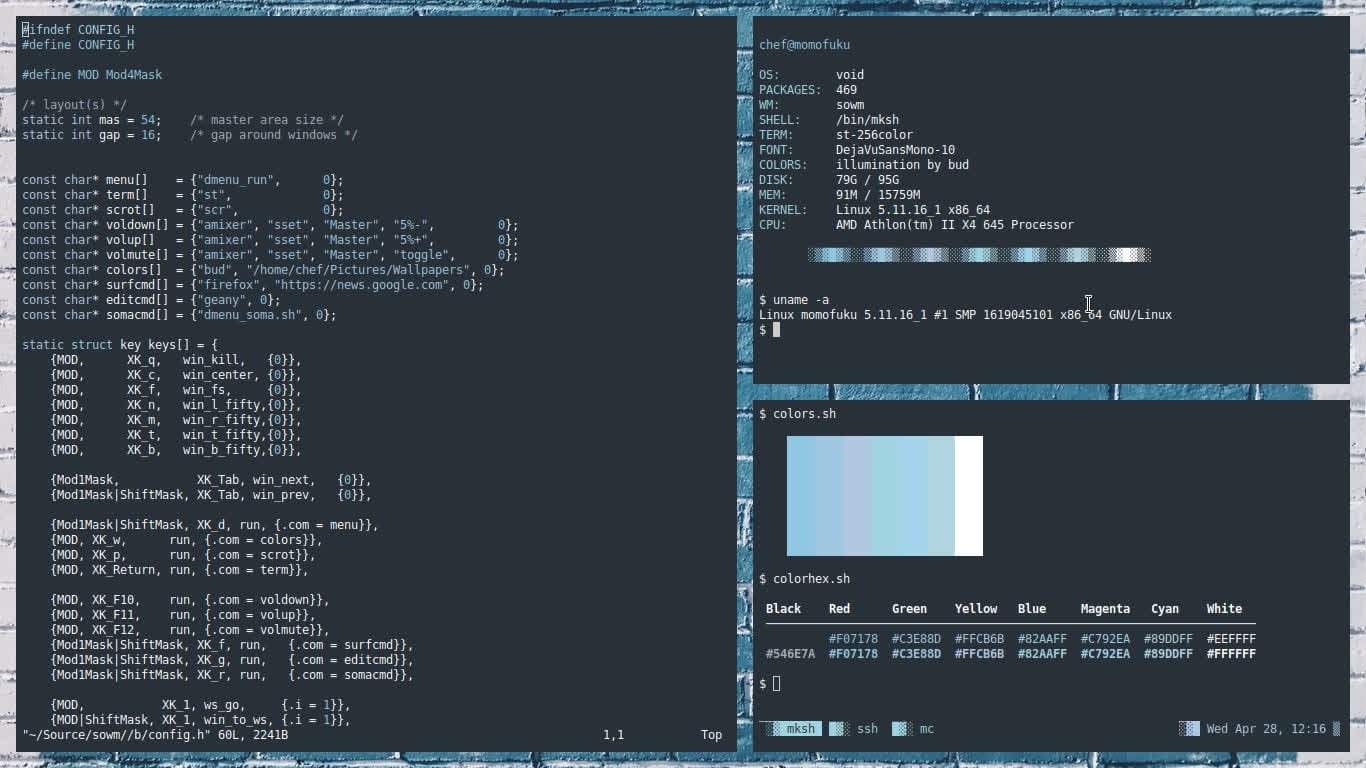 #ifndef CONFIG_H
#define CONFIG_H
#define MOD Mod4Mask
/* layout(s) */
static int mas = 54;    /* master area size */
static int gap = 16;    /* gap around windows */
const char* menu[]    = {"dmenu_run",      0};
const char* term[]    = {"st",             0};
const char* scrot[]   = {"scr",            0};
const char* voldown[] = {"amixer", "sset", "Master", "5%-",         0};
const char* volup[]   = {"amixer", "sset", "Master", "5%+",         0};
const char* volmute[] = {"amixer", "sset", "Master", "toggle",      0};
const char* colors[]  = {"bud", "/home/chef/Pictures/Wallpapers", 0};
const char* surfcmd[] = {"firefox", "https://news.google.com", 0};
const char* editcmd[] = {"geany", 0};
const char* somacmd[] = {"dmenu_soma.sh", 0};
static struct key keys[] = {
    {MOD,      XK_q,   win_kill,   {0}},
    {MOD,      XK_c,   win_center, {0}},
    {MOD,      XK_f,   win_fs,     {0}},
    {MOD,      XK_n,   win_l_fifty,{0}},
    {MOD,      XK_m,   win_r_fifty,{0}},
    {MOD,      XK_t,   win_t_fifty,{0}},
    {MOD,      XK_b,   win_b_fifty,{0}},
    {Mod1Mask,           XK_Tab, win_next,   {0}},
    {Mod1Mask|ShiftMask, XK_Tab, win_prev,   {0}},
    {Mod1Mask|ShiftMask, XK_d, run, {.com = menu}},
    {MOD, XK_w,      run, {.com = colors}},
    {MOD, XK_p,      run, {.com = scrot}},
    {MOD, XK_Return, run, {.com = term}},
    {MOD, XK_F10,    run, {.com = voldown}},
    {MOD, XK_F11,    run, {.com = volup}},
    {MOD, XK_F12,    run, {.com = volmute}},
    {Mod1Mask|ShiftMask, XK_f, run,   {.com = surfcmd}},
    {Mod1Mask|ShiftMask, XK_g, run,   {.com = editcmd}},
    {Mod1Mask|ShiftMask, XK_r, run,   {.com = somacmd}},
    {MOD,           XK_1, ws_go,     {.i = 1}},
    {MOD|ShiftMask, XK_1, win_to_ws, {.i = 1}},
"~/Source/sowm//b/config.h" 60L, 2241B    1,1    Top
chef@momofuku
OS:        void
PACKAGES:  469
WM:        sowm
SHELL:     /bin/mksh
TERM:      st-256color
FONT:      DejaVuSansMono-10
COLORS:    illumination by bud
DISK:      79G / 95G
MEM:       91M / 15759M
KERNEL:    Linux 5.11.16_1 x86_64
CPU:       AMD Athlon(tm) II X4 645 Processor
$ uname -a
Linux momofuku 5.11.16_1 #1 SMP 1619045101 x86_64 GNU/Linux
$
$ colors.sh
$ colorhex.sh
Black    Red    Green    Yellow    Blue    Magenta    Cyan    White
#F07178  #C3E88D  #FFCB6B  #82AAFF  #C792EA  #89DDFF  #EEFFFF
#546E7A  #F07178  #C3E88D  #FFCB6B  #82AAFF  #C792EA  #89DDFF  #FFFFFF
$
mksh    ssh    mc    Wed Apr 28, 12:16